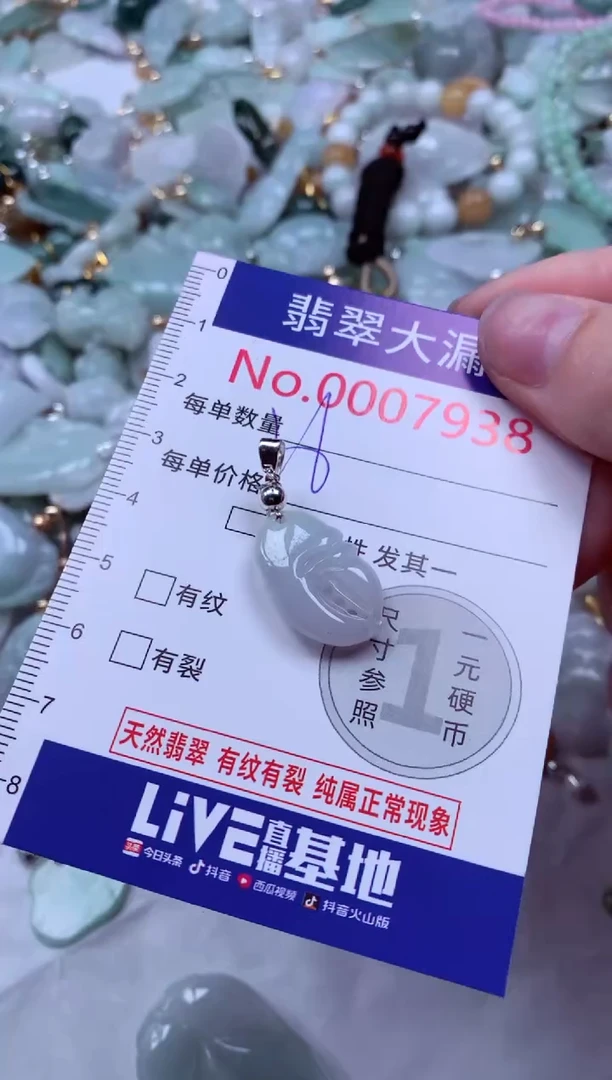 0
1
2
3
4
5
6
7
8
翡翠大漏
No.0007938
每单数量
每单价格
性发其一
有纹
有裂
尺寸参照
1
一元硬币
天然翡翠 有纹有裂 纯属正常现象
LiVE直播基地
头条 今日头条 抖音 西瓜视频 抖音火山版